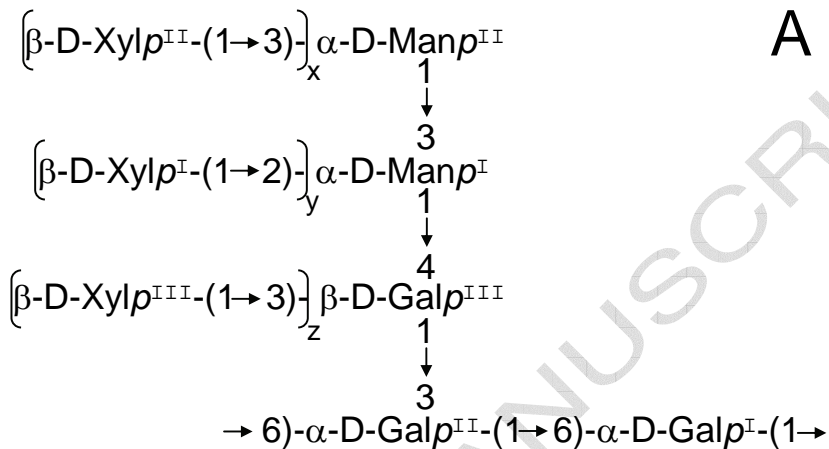 [β-D-Xylp^II-(1→3)-]x α-D-Manp^II
A
1
↓
3
[β-D-Xylp^I-(1→2)-]y α-D-Manp^I
1
↓
4
[β-D-Xylp^III-(1→3)-]z β-D-Galp^III
1
↓
3
→6)-α-D-Galp^II-(1→6)-α-D-Galp^I-(1→